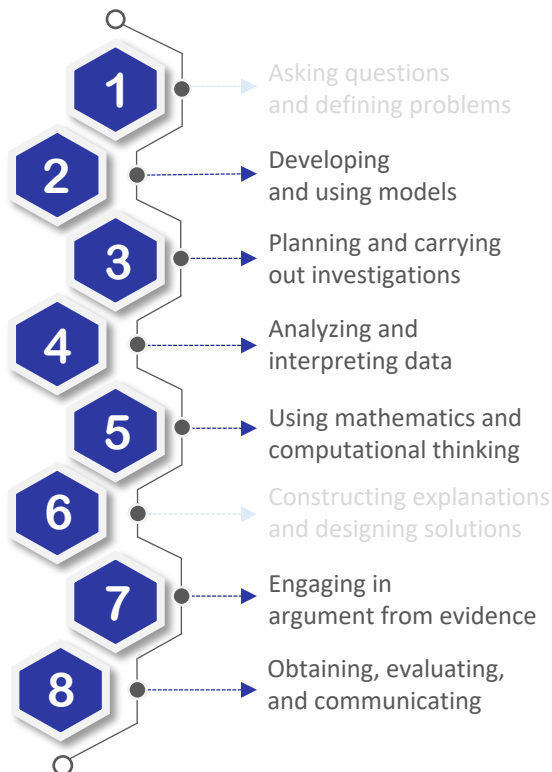 1
Asking questions
and defining problems
2
Developing
and using models
3
Planning and carrying
out investigations
4
Analyzing and
interpreting data
5
Using mathematics and
computational thinking
6
Constructing explanations
and designing solutions
7
Engaging in
argument from evidence
8
Obtaining, evaluating,
and communicating